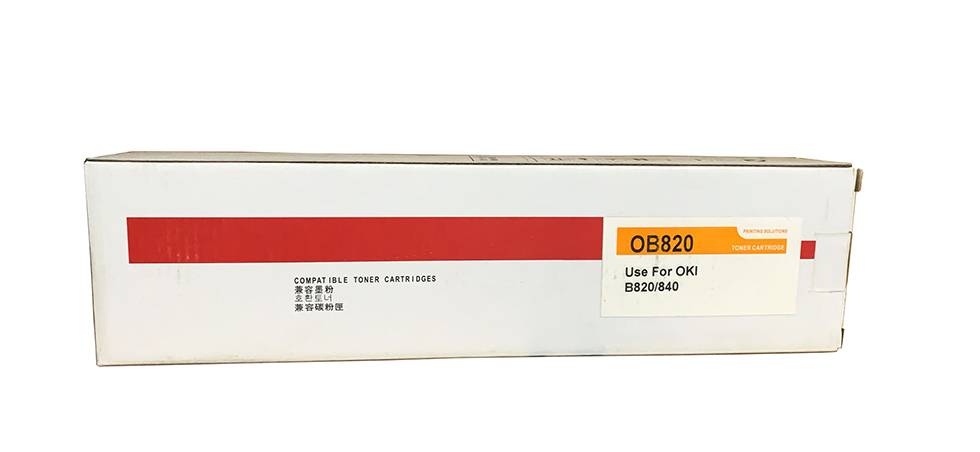 PRINTING SOLUTIONS
OB820
TONER CARTRIDGE
Use For OKI
B820/840
COMPATIBLE TONER CARTRIDGES
兼容墨粉
호환토너
兼容碳粉匣